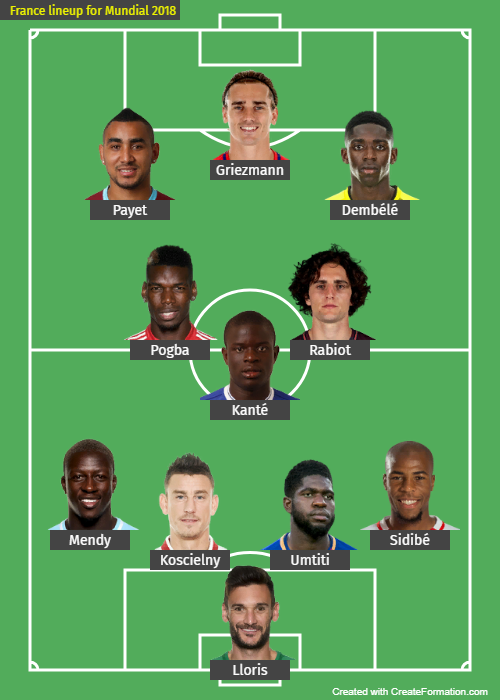 France lineup for Mundial 2018
Griezmann
Payet
Dembélé
Pogba
Rabiot
Kanté
Mendy
Koscielny
Umtiti
Sidibé
Lloris
Created with CreateFormation.com